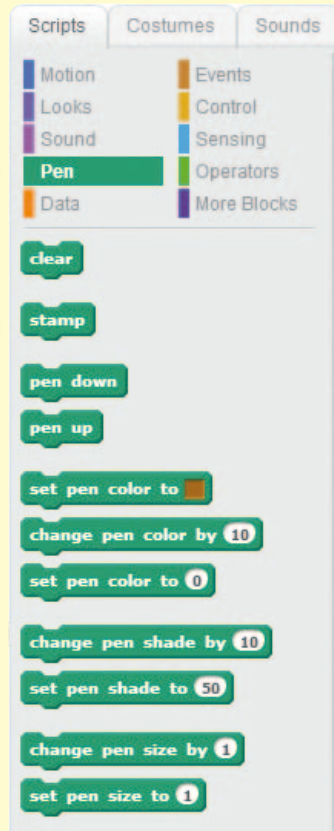 Scripts Costumes Sounds
Motion Events
Looks Control
Sound Sensing
Pen Operators
Data More Blocks
clear
stamp
pen down
pen up
set pen color to
change pen color by 10
set pen color to 0
change pen shade by 10
set pen shade to 50
change pen size by 1
set pen size to 1